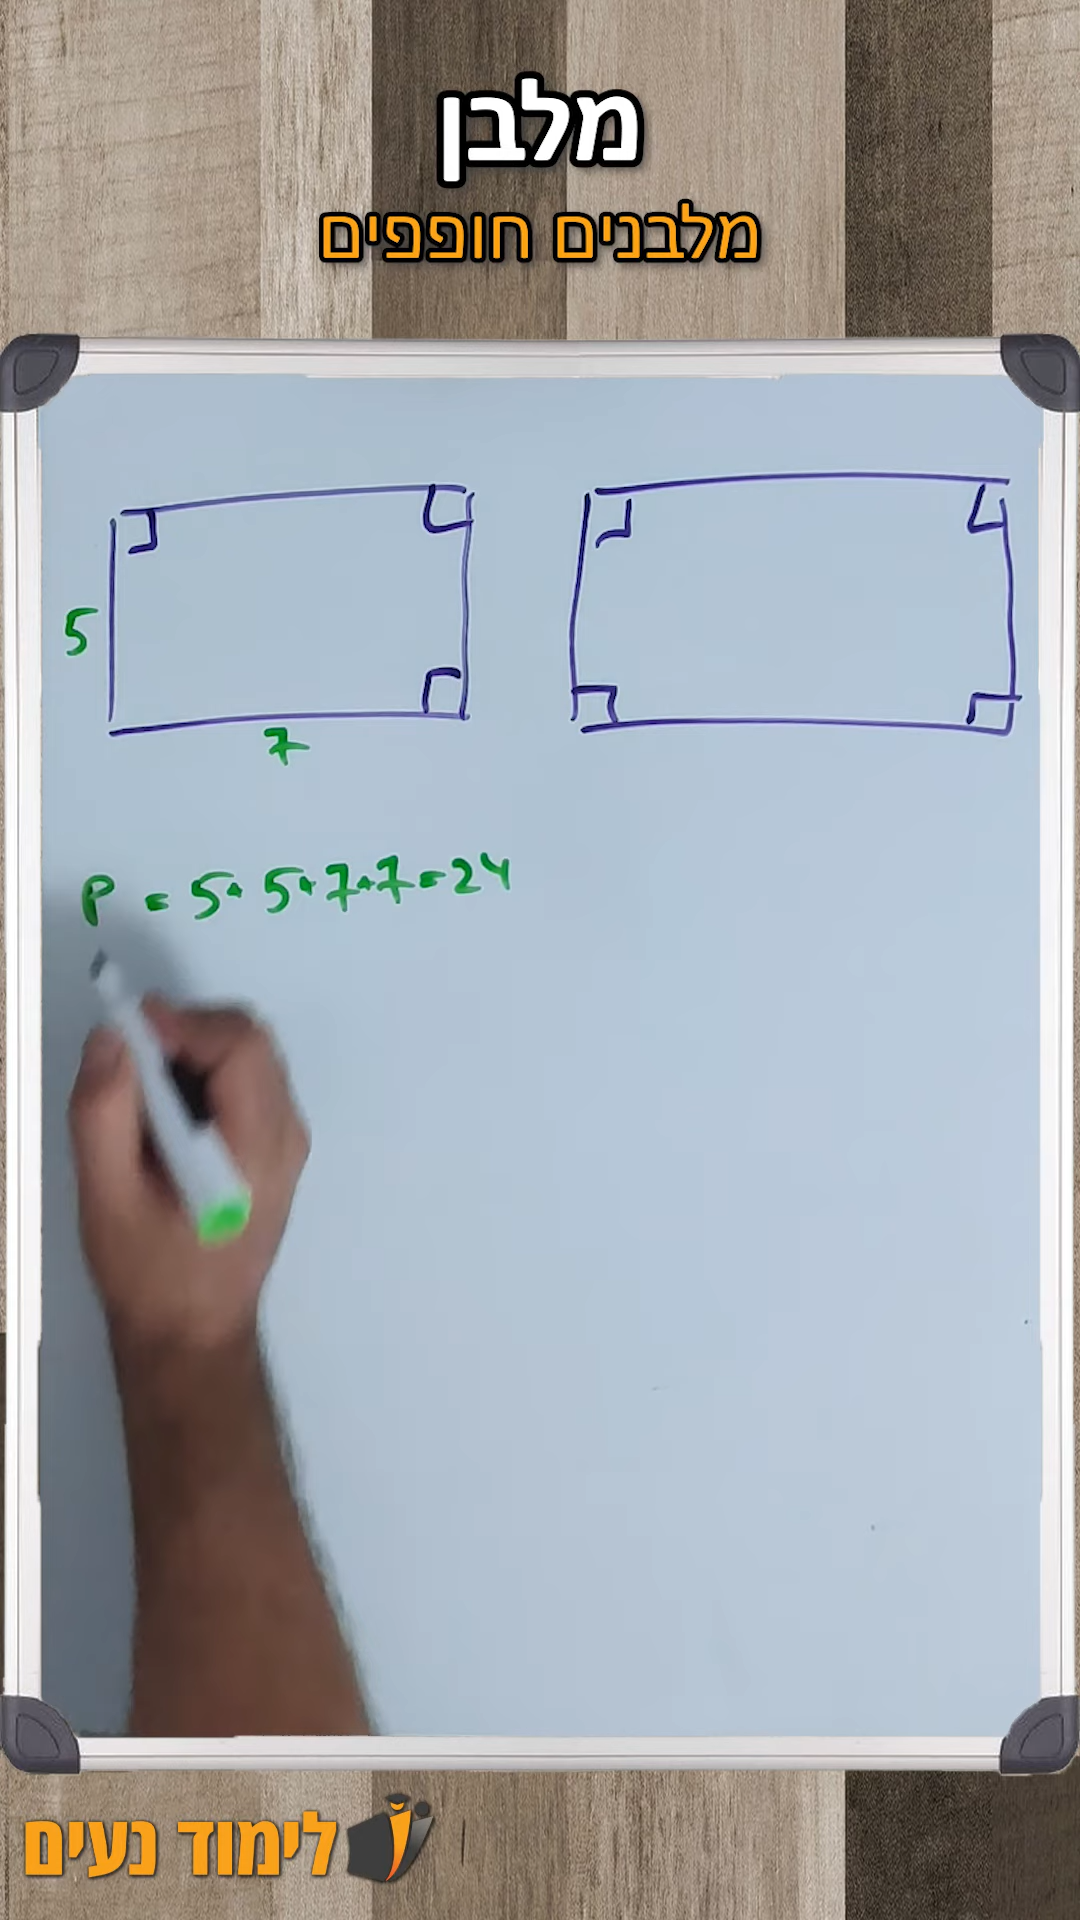 מלבן
מלבנים חופפים
5
7
P = 5+5+7+7=24
לימוד נעים